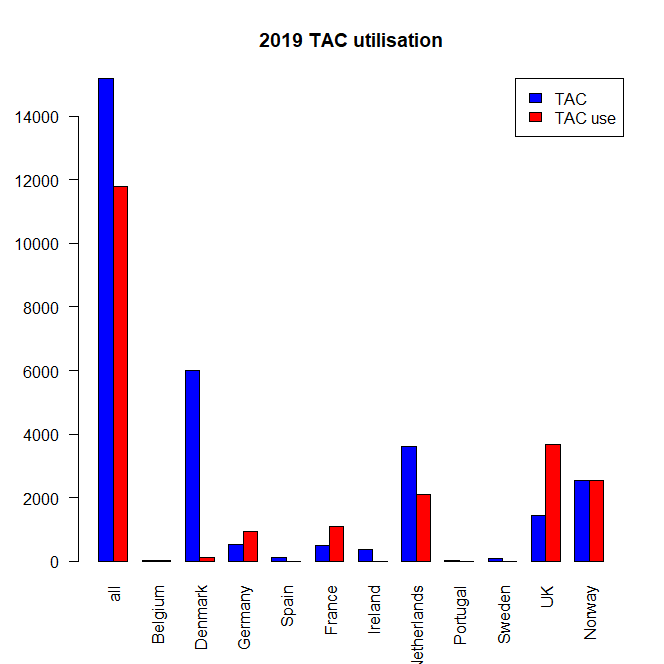 2019 TAC utilisation
TAC
TAC use
14000
12000
10000
8000
6000
4000
2000
0
all
Belgium
Denmark
Germany
Spain
France
Ireland
Netherlands
Portugal
Sweden
UK
Norway